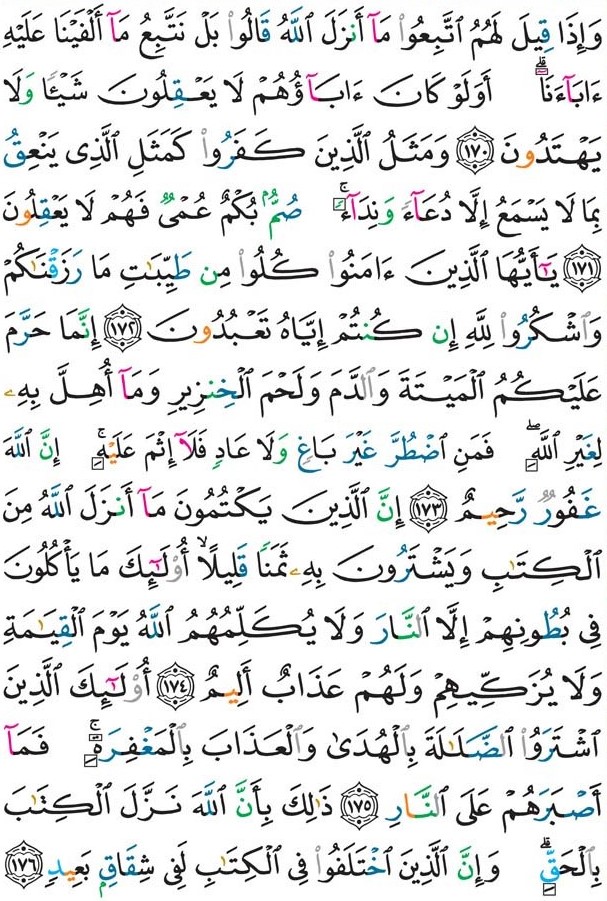 وَإِذَا قِيلَ لَهُمُ ٱتَّبِعُوا۟ مَآ أَنزَلَ ٱللَّهُ قَالُوا۟ بَلْ نَتَّبِعُ مَآ أَلْفَيْنَا عَلَيْهِ
ءَابَآءَنَآ ۗ أَوَلَوْ كَانَ ءَابَآؤُهُمْ لَا يَعْقِلُونَ شَيْـًٔا وَلَا
يَهْتَدُونَ ﴿١٧٠﴾ وَمَثَلُ ٱلَّذِينَ كَفَرُوا۟ كَمَثَلِ ٱلَّذِى يَنْعِقُ
بِمَا لَا يَسْمَعُ إِلَّا دُعَآءً وَنِدَآءً ۚ صُمٌّۢ بُكْمٌ عُمْىٌ فَهُمْ لَا يَعْقِلُونَ
﴿١٧١﴾ يَـٰٓأَيُّهَا ٱلَّذِينَ ءَامَنُوا۟ كُلُوا۟ مِن طَيِّبَـٰتِ مَا رَزَقْنَـٰكُمْ
وَٱشْكُرُوا۟ لِلَّهِ إِن كُنتُمْ إِيَّاهُ تَعْبُدُونَ ﴿١٧٢﴾ إِنَّمَا حَرَّمَ
عَلَيْكُمُ ٱلْمَيْتَةَ وَٱلدَّمَ وَلَحْمَ ٱلْخِنزِيرِ وَمَآ أُهِلَّ بِهِۦ
لِغَيْرِ ٱللَّهِ ۖ فَمَنِ ٱضْطُرَّ غَيْرَ بَاغٍ وَلَا عَادٍ فَلَآ إِثْمَ عَلَيْهِ ۚ إِنَّ ٱللَّهَ
غَفُورٌ رَّحِيمٌ ﴿١٧٣﴾ إِنَّ ٱلَّذِينَ يَكْتُمُونَ مَآ أَنزَلَ ٱللَّهُ مِنَ
ٱلْكِتَـٰبِ وَيَشْتَرُونَ بِهِۦ ثَمَنًا قَلِيلًا ۙ أُو۟لَـٰٓئِكَ مَا يَأْكُلُونَ
فِى بُطُونِهِمْ إِلَّا ٱلنَّارَ وَلَا يُكَلِّمُهُمُ ٱللَّهُ يَوْمَ ٱلْقِيَـٰمَةِ
وَلَا يُزَكِّيهِمْ وَلَهُمْ عَذَابٌ أَلِيمٌ ﴿١٧٤﴾ أُو۟لَـٰٓئِكَ ٱلَّذِينَ
ٱشْتَرَوُا۟ ٱلضَّلَـٰلَةَ بِٱلْهُدَىٰ وَٱلْعَذَابَ بِٱلْمَغْفِرَةِ ۚ فَمَآ
أَصْبَرَهُمْ عَلَى ٱلنَّارِ ﴿١٧٥﴾ ذَٰلِكَ بِأَنَّ ٱللَّهَ نَزَّلَ ٱلْكِتَـٰبَ
بِٱلْحَقِّ ۗ وَإِنَّ ٱلَّذِينَ ٱخْتَلَفُوا۟ فِى ٱلْكِتَـٰبِ لَفِى شِقَاقٍۭ بَعِيدٍ ﴿١٧٦﴾